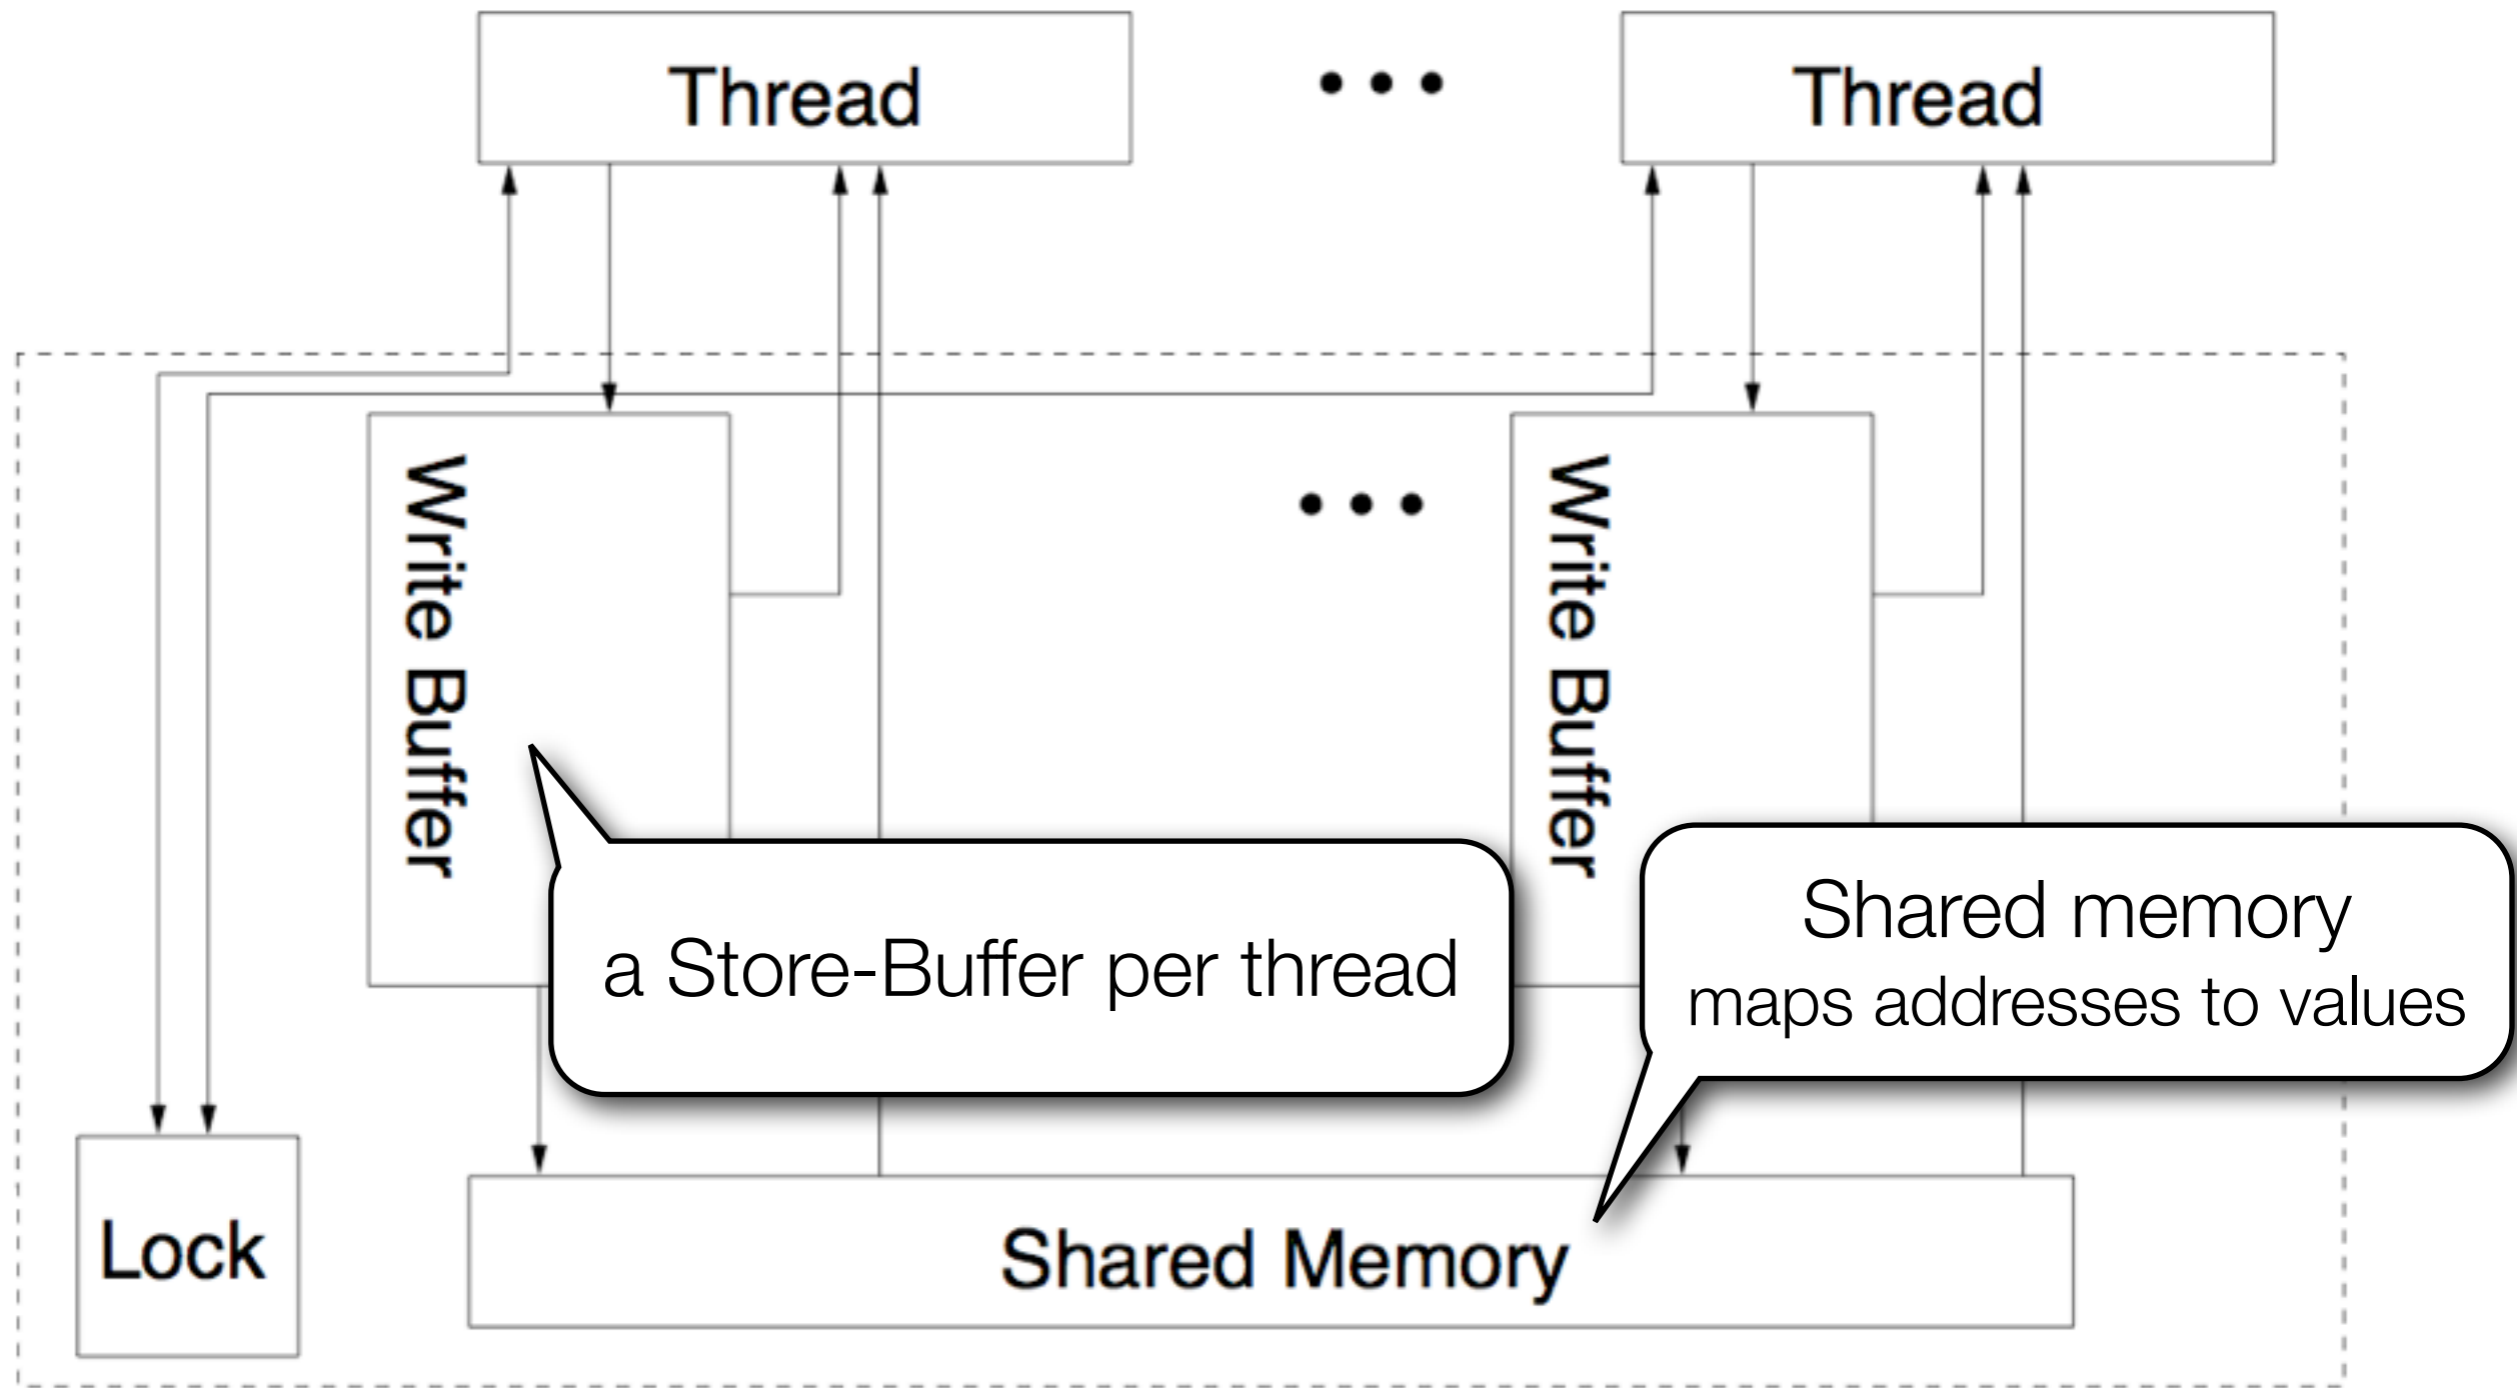 Thread
Thread
Write Buffer
Write Buffer
a Store-Buffer per thread
Shared memory
maps addresses to values
Lock
Shared Memory